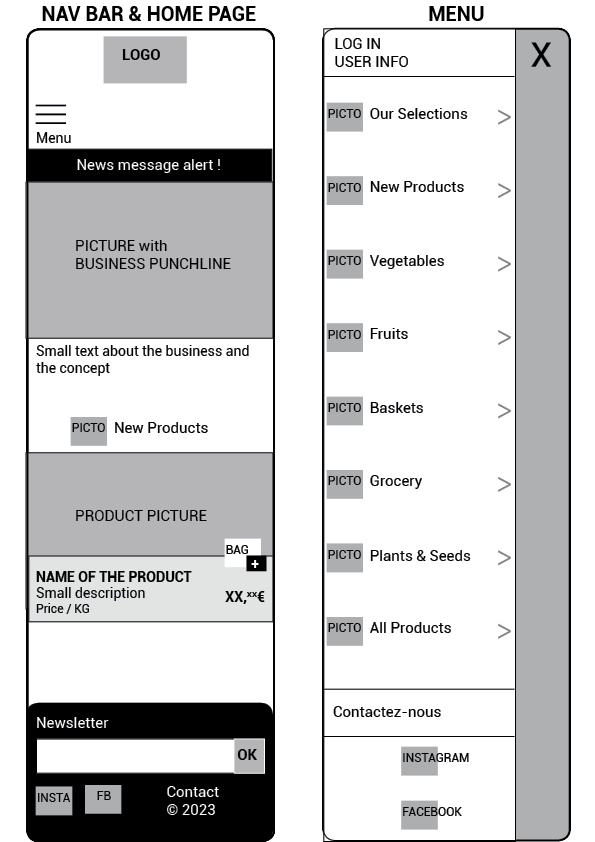 NAV BAR & HOME PAGE
LOGO
Menu
News message alert !
PICTURE with
BUSINESS PUNCHLINE
Small text about the business and
the concept
PICTO New Products
PRODUCT PICTURE
BAG
+
NAME OF THE PRODUCT
Small description
Price / KG
XX,xx€
Newsletter
OK
INSTA
FB
Contact
© 2023
MENU
LOG IN
USER INFO
X
PICTO Our Selections >
PICTO New Products >
PICTO Vegetables >
PICTO Fruits >
PICTO Baskets >
PICTO Grocery >
PICTO Plants & Seeds >
PICTO All Products >
Contactez-nous
INSTAGRAM
FACEBOOK